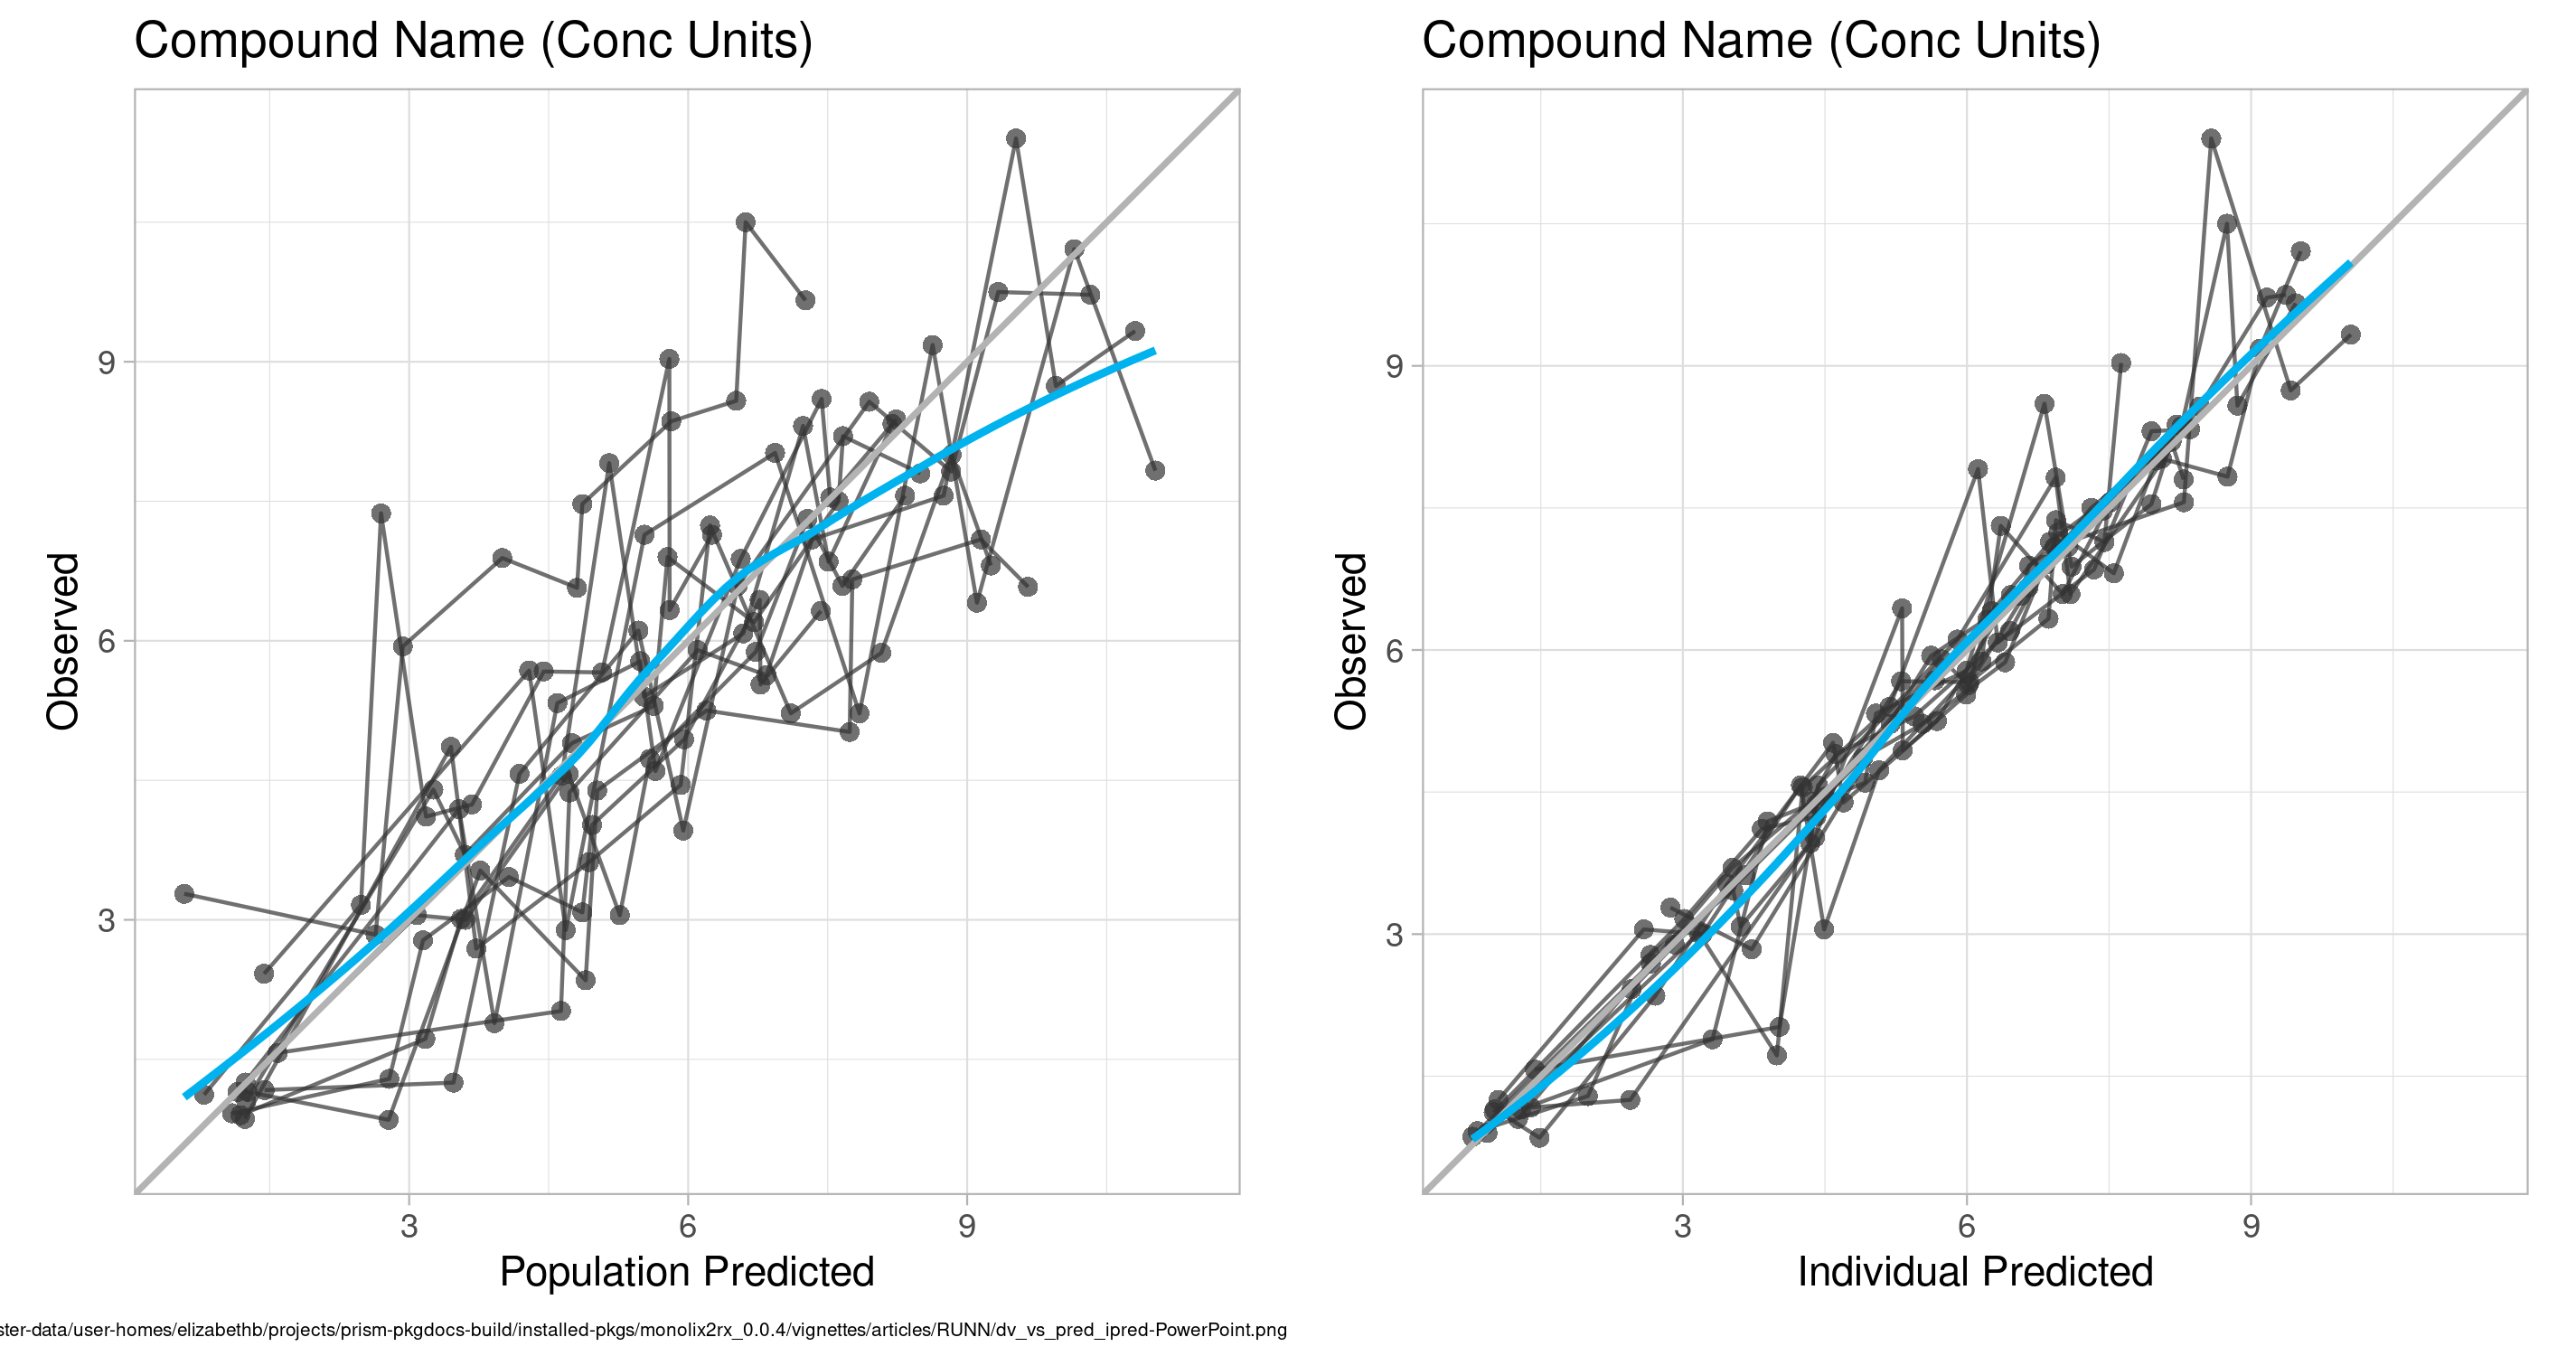 Compound Name (Conc Units)
Observed
9
6
3
3 6 9
Population Predicted
Compound Name (Conc Units)
Observed
9
6
3
3 6 9
Individual Predicted
ster-data/user-homes/elizabethb/projects/prism-pkgdocs-build/installed-pkgs/monolix2rx_0.0.4/vignettes/articles/RUNN/dv_vs_pred_ipred-PowerPoint.png